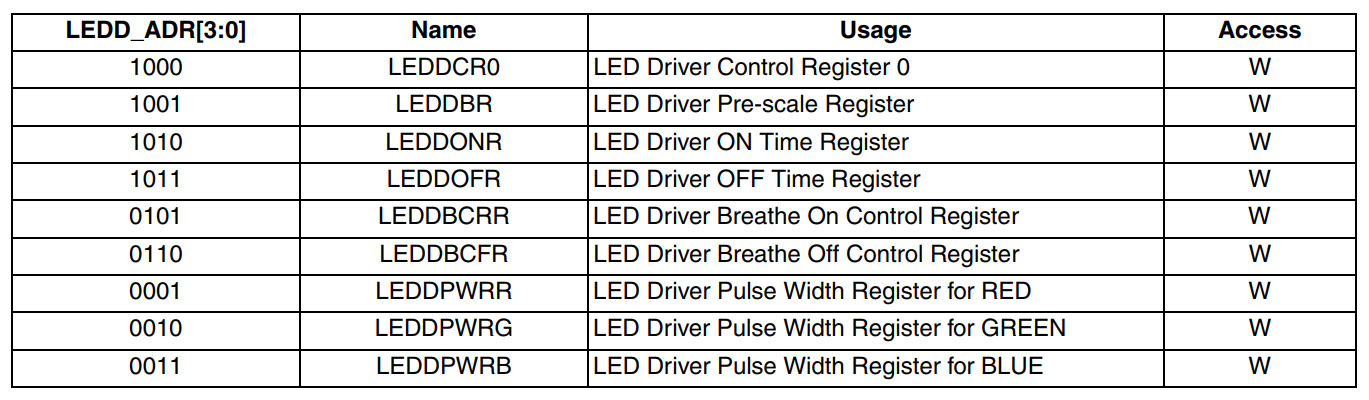 LEDD_ADR[3:0] Name Usage Access
1000 LEDDCR0 LED Driver Control Register 0 W
1001 LEDDBR LED Driver Pre-scale Register W
1010 LEDDONR LED Driver ON Time Register W
1011 LEDDOFR LED Driver OFF Time Register W
0101 LEDDBCRR LED Driver Breathe On Control Register W
0110 LEDDBCFR LED Driver Breathe Off Control Register W
0001 LEDDPWRR LED Driver Pulse Width Register for RED W
0010 LEDDPWRG LED Driver Pulse Width Register for GREEN W
0011 LEDDPWRB LED Driver Pulse Width Register for BLUE W